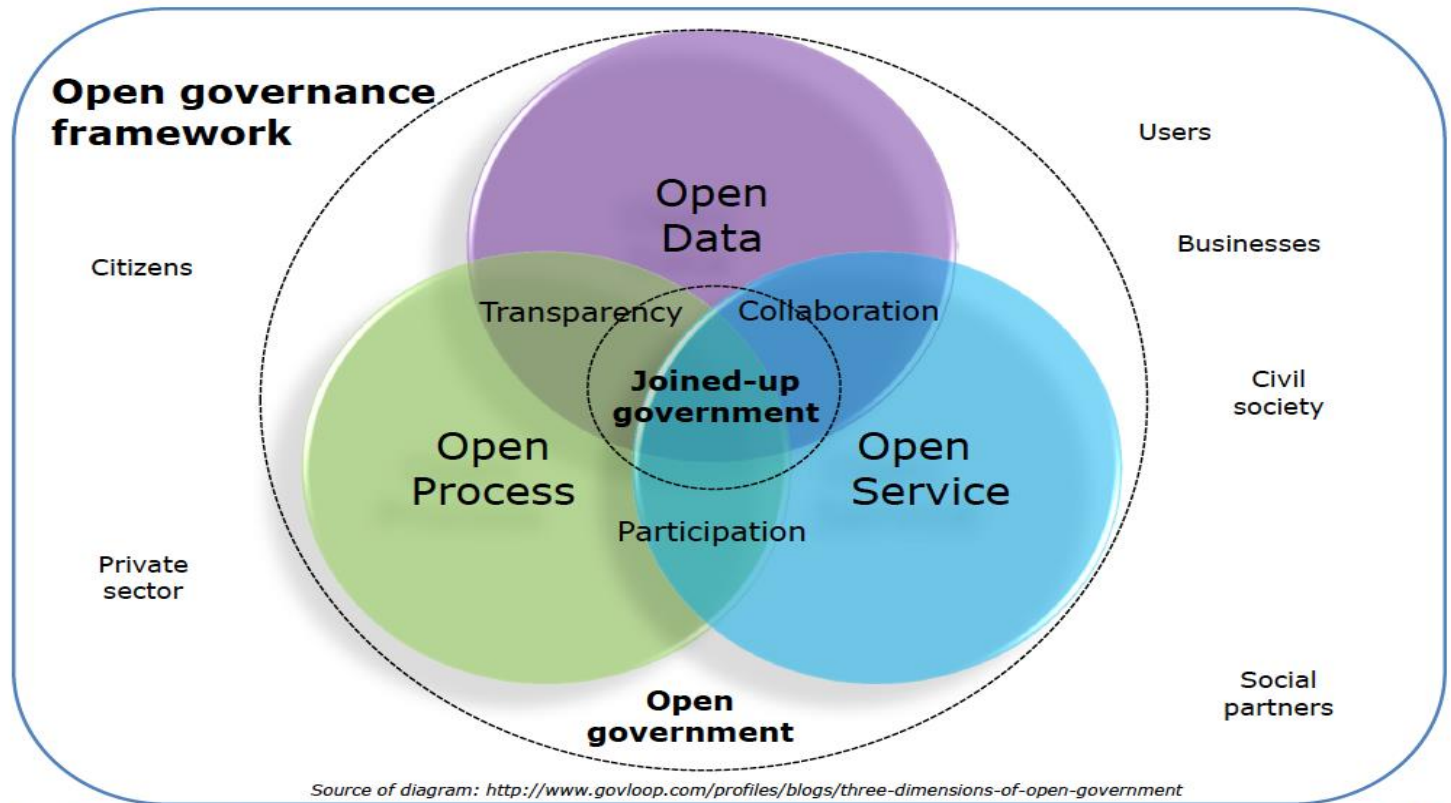 Open governance
framework
Users
Open
Data
Businesses
Citizens
Transparency
Collaboration
Joined-up
government
Civil
society
Open
Process
Open
Service
Participation
Private
sector
Open
government
Social
partners
Source of diagram: http://www.govloop.com/profiles/blogs/three-dimensions-of-open-government